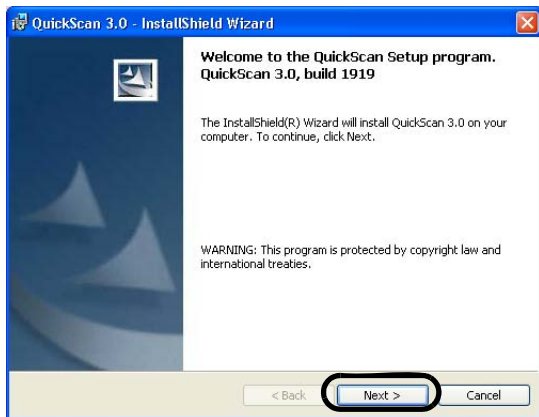 QuickScan 3.0 - InstallShield Wizard
Welcome to the QuickScan Setup program.
QuickScan 3.0, build 1919
The InstallShield(R) Wizard will install QuickScan 3.0 on your
computer. To continue, click Next.
WARNING: This program is protected by copyright law and
international treaties.
< Back
Next >
Cancel